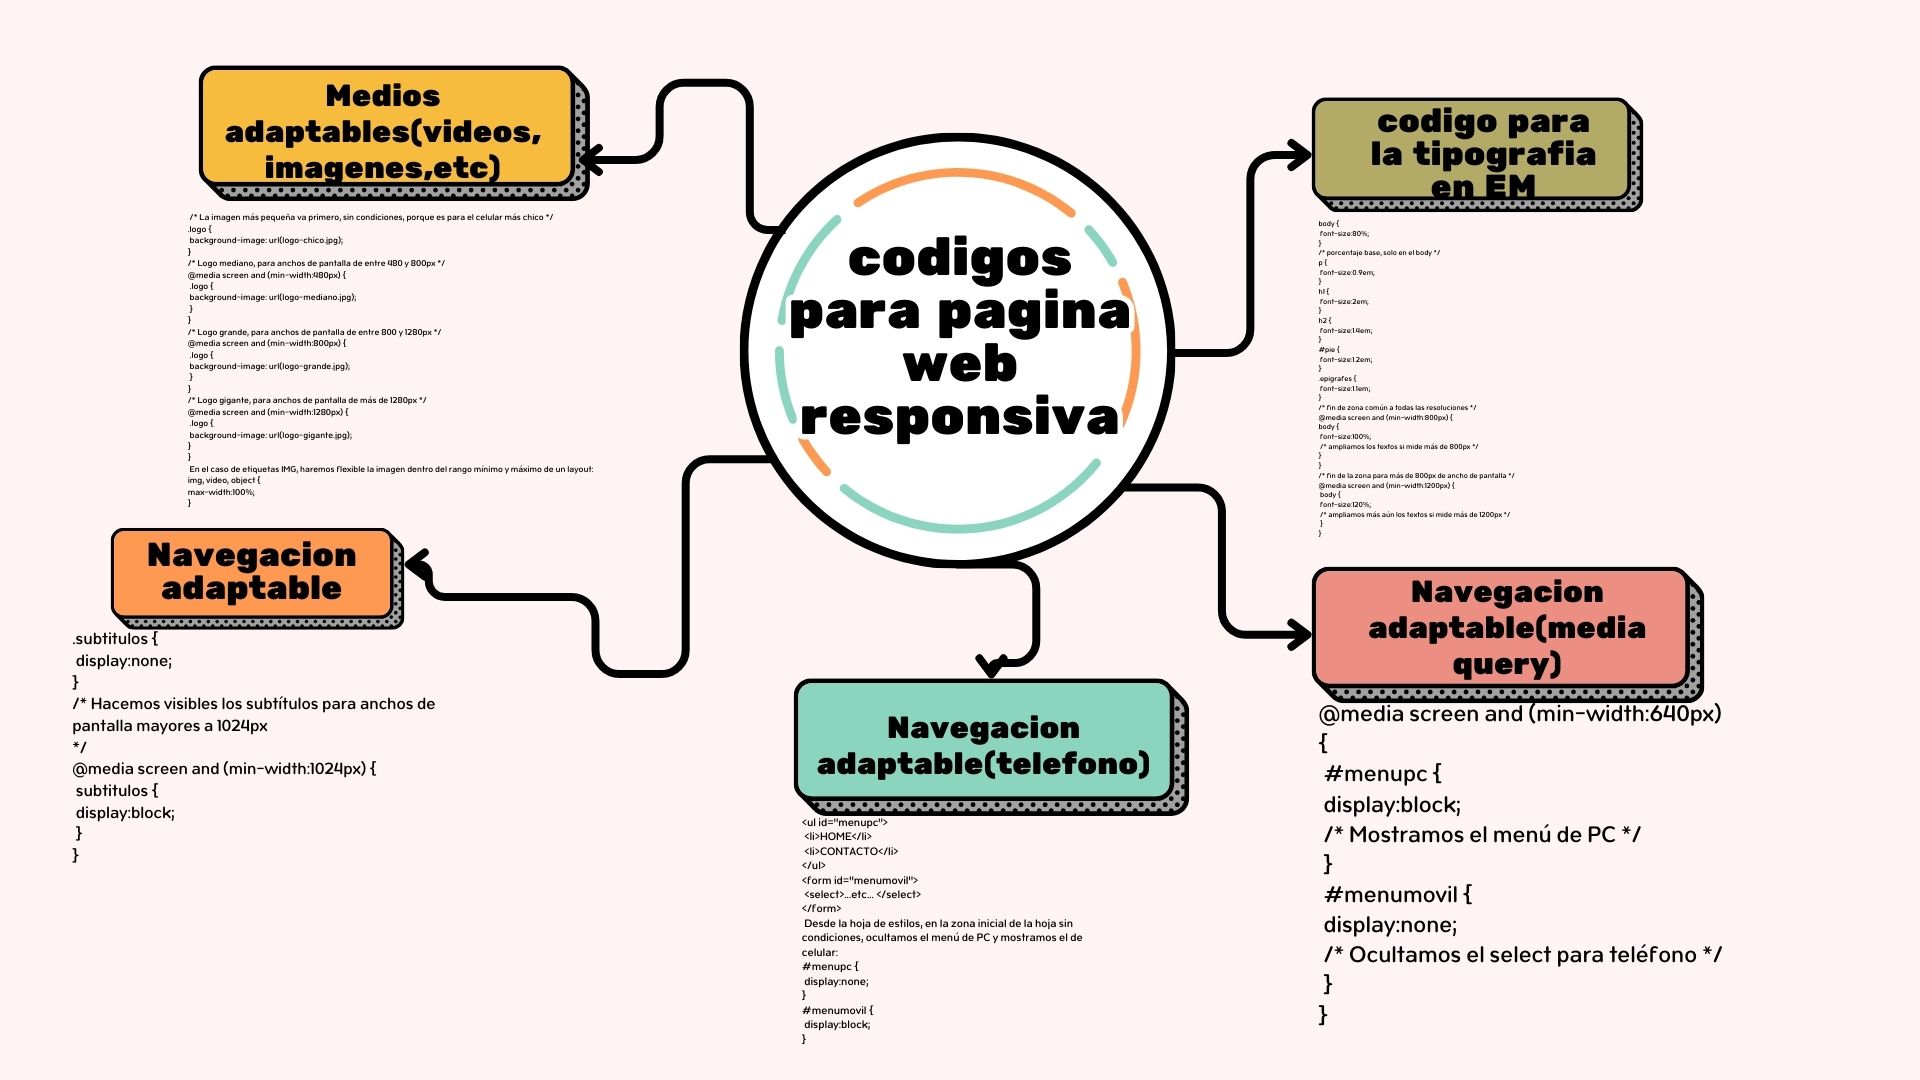 codigos
para pagina
web
responsiva
Medios
adaptables(videos,
imagenes,etc)
/* La imagen más pequeña va primero, sin condiciones, porque es para el celular más chico */
.logo {
background-image: url(logo-chico.jpg);
}
/* Logo mediano, para anchos de pantalla de entre 480 y 800px */
@media screen and (min-width:480px) {
.logo {
background-image: url(logo-mediano.jpg);
}
}
/* Logo grande, para anchos de pantalla de entre 800 y 1280px */
@media screen and (min-width:800px) {
.logo {
background-image: url(logo-grande.jpg);
}
}
/* Logo gigante, para anchos de pantalla de más de 1280px */
@media screen and (min-width:1280px) {
.logo {
background-image: url(logo-gigante.jpg);
}
}
En el caso de etiquetas IMG, haremos flexible la imagen dentro del rango mínimo y máximo de un layout:
img, video, object {
max-width:100%;
}
Navegacion
adaptable
.subtitulos {
display:none;
}
/* Hacemos visibles los subtítulos para anchos de
pantalla mayores a 1024px
*/
@media screen and (min-width:1024px) {
subtitulos {
display:block;
}
}
Navegacion
adaptable(telefono)
<ul id="menupc">
<li>HOME</li>
<li>CONTACTO</li>
</ul>
<form id="menumovil">
<select>...etc... </select>
</form>
Desde la hoja de estilos, en la zona inicial de la hoja sin
condiciones, ocultamos el menú de PC y mostramos el de
celular:
#menupc {
display:none;
}
#menumovil {
display:block;
}
codigo para
la tipografia
en EM
body {
font-size:80%;
}
/* porcentaje base, solo en el body */
p {
font-size:0.9em;
}
h1 {
font-size:2em;
}
h2 {
font-size:1.4em;
}
#pie {
font-size:1.2em;
}
.epigrafes {
font-size:1.1em;
}
/* fin de zona común a todas las resoluciones */
@media screen and (min-width:800px) {
body {
font-size:100%;
/* ampliamos los textos si mide más de 800px */
}
}
/* fin de la zona para más de 800px de ancho de pantalla */
@media screen and (min-width:1200px) {
body {
font-size:120%;
/* ampliamos más aún los textos si mide más de 1200px */
}
}
Navegacion
adaptable(media
query)
@media screen and (min-width:640px)
{
#menupc {
display:block;
/* Mostramos el menú de PC */
}
#menumovil {
display:none;
/* Ocultamos el select para teléfono */
}
}